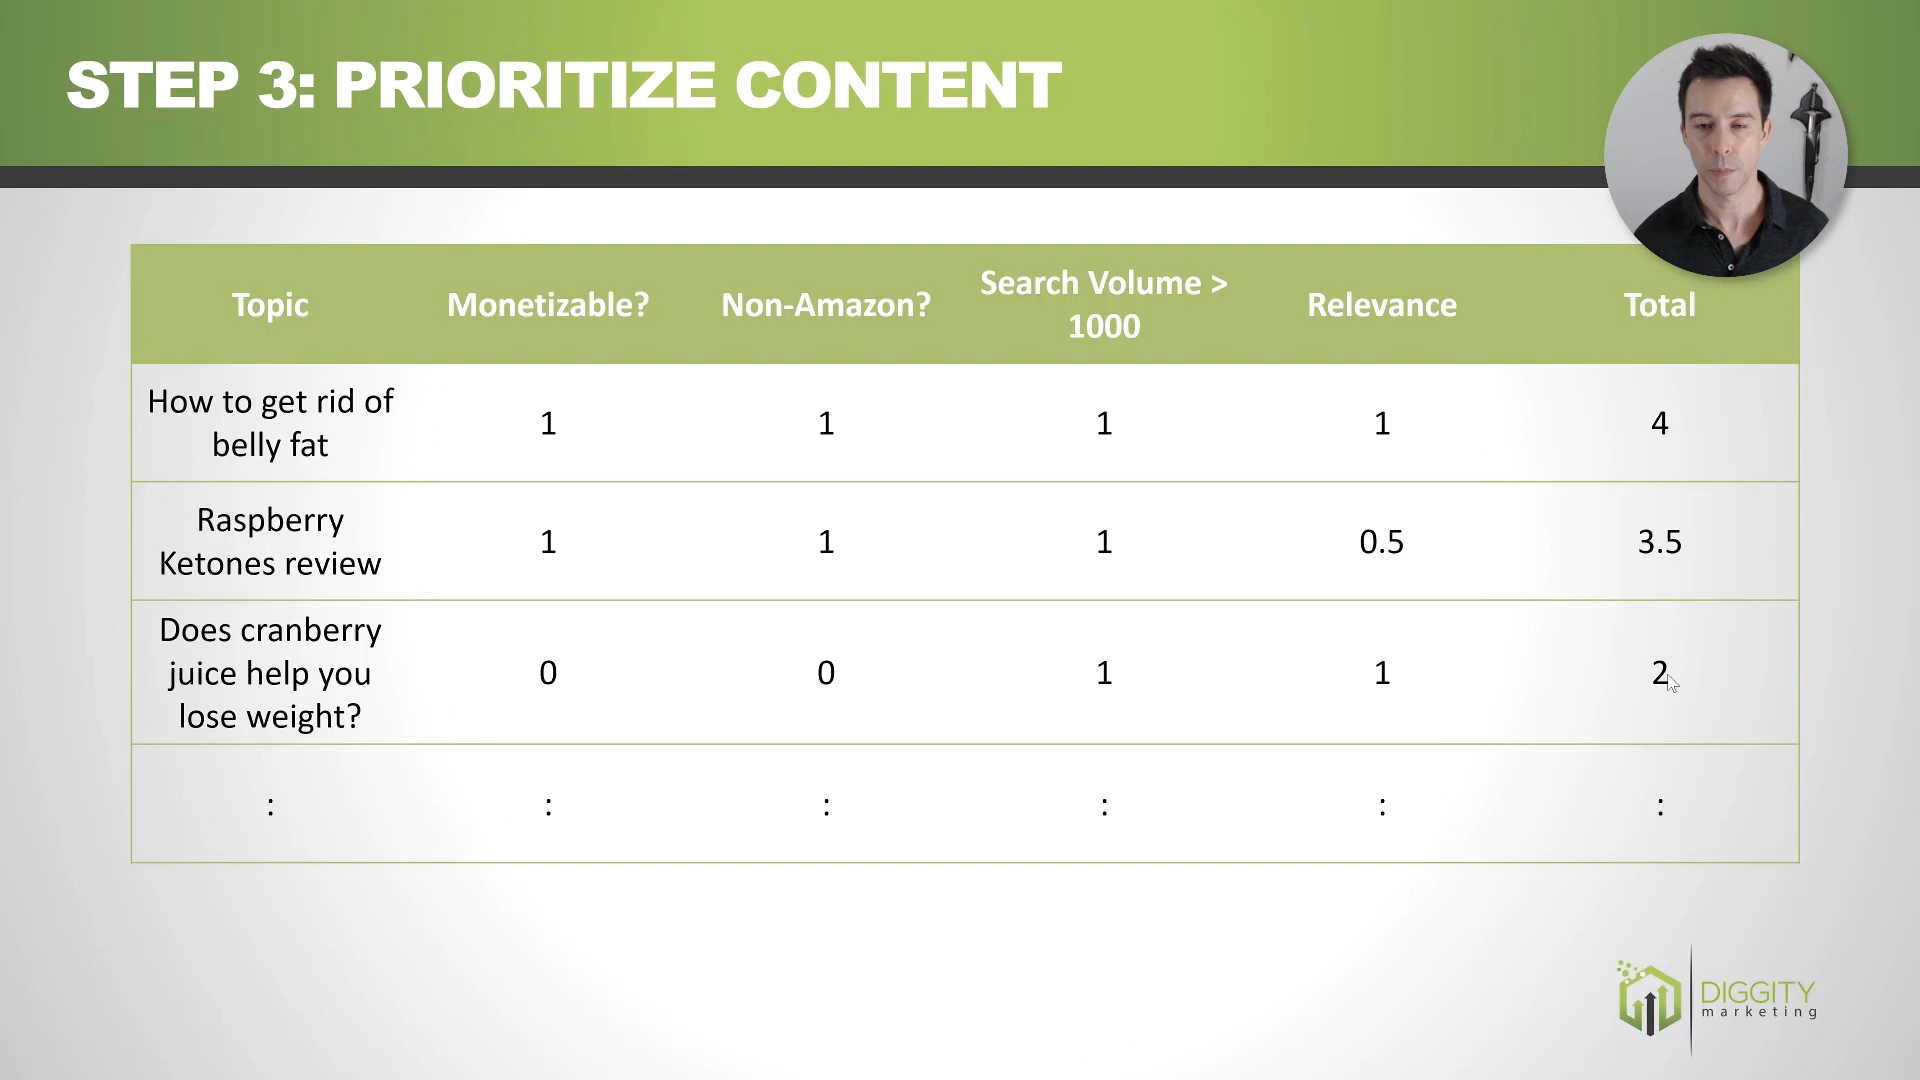 STEP 3: PRIORITIZE CONTENT
Topic
Monetizable?
Non-Amazon?
Search Volume >
1000
Relevance
Total
How to get rid of
belly fat
1
1
1
1
4
Raspberry
Ketones review
1
1
1
0.5
3.5
Does cranberry
juice help you
lose weight?
0
0
1
1
2
:
:
:
:
:
:
DIGGITY
marketing